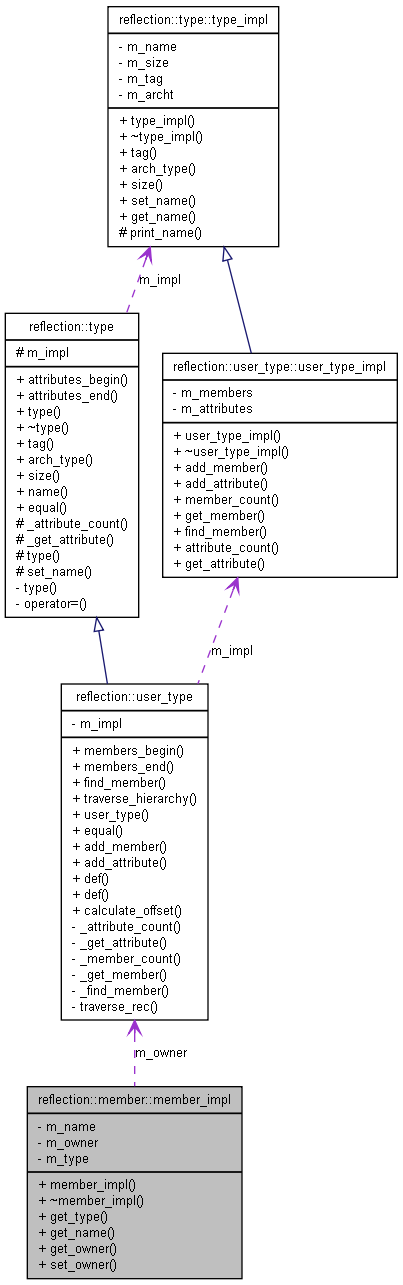 reflection::type::type_impl
- m_name
- m_size
- m_tag
- m_archt
+ type_impl()
+ ~type_impl()
+ tag()
+ arch_type()
+ size()
+ set_name()
+ get_name()
# print_name()
m_impl
reflection::type
# m_impl
+ attributes_begin()
+ attributes_end()
+ type()
+ ~type()
+ tag()
+ arch_type()
+ size()
+ name()
+ equal()
# _attribute_count()
# _get_attribute()
# type()
# set_name()
- type()
- operator=()
reflection::user_type::user_type_impl
- m_members
- m_attributes
+ user_type_impl()
+ ~user_type_impl()
+ add_member()
+ add_attribute()
+ member_count()
+ get_member()
+ find_member()
+ attribute_count()
+ get_attribute()
m_impl
reflection::user_type
- m_impl
+ members_begin()
+ members_end()
+ find_member()
+ traverse_hierarchy()
+ user_type()
+ equal()
+ add_member()
+ add_attribute()
+ def()
+ def()
+ calculate_offset()
- _attribute_count()
- _get_attribute()
- _member_count()
- _get_member()
- _find_member()
- traverse_rec()
m_owner
reflection::member::member_impl
- m_name
- m_owner
- m_type
+ member_impl()
+ ~member_impl()
+ get_type()
+ get_name()
+ get_owner()
+ set_owner()